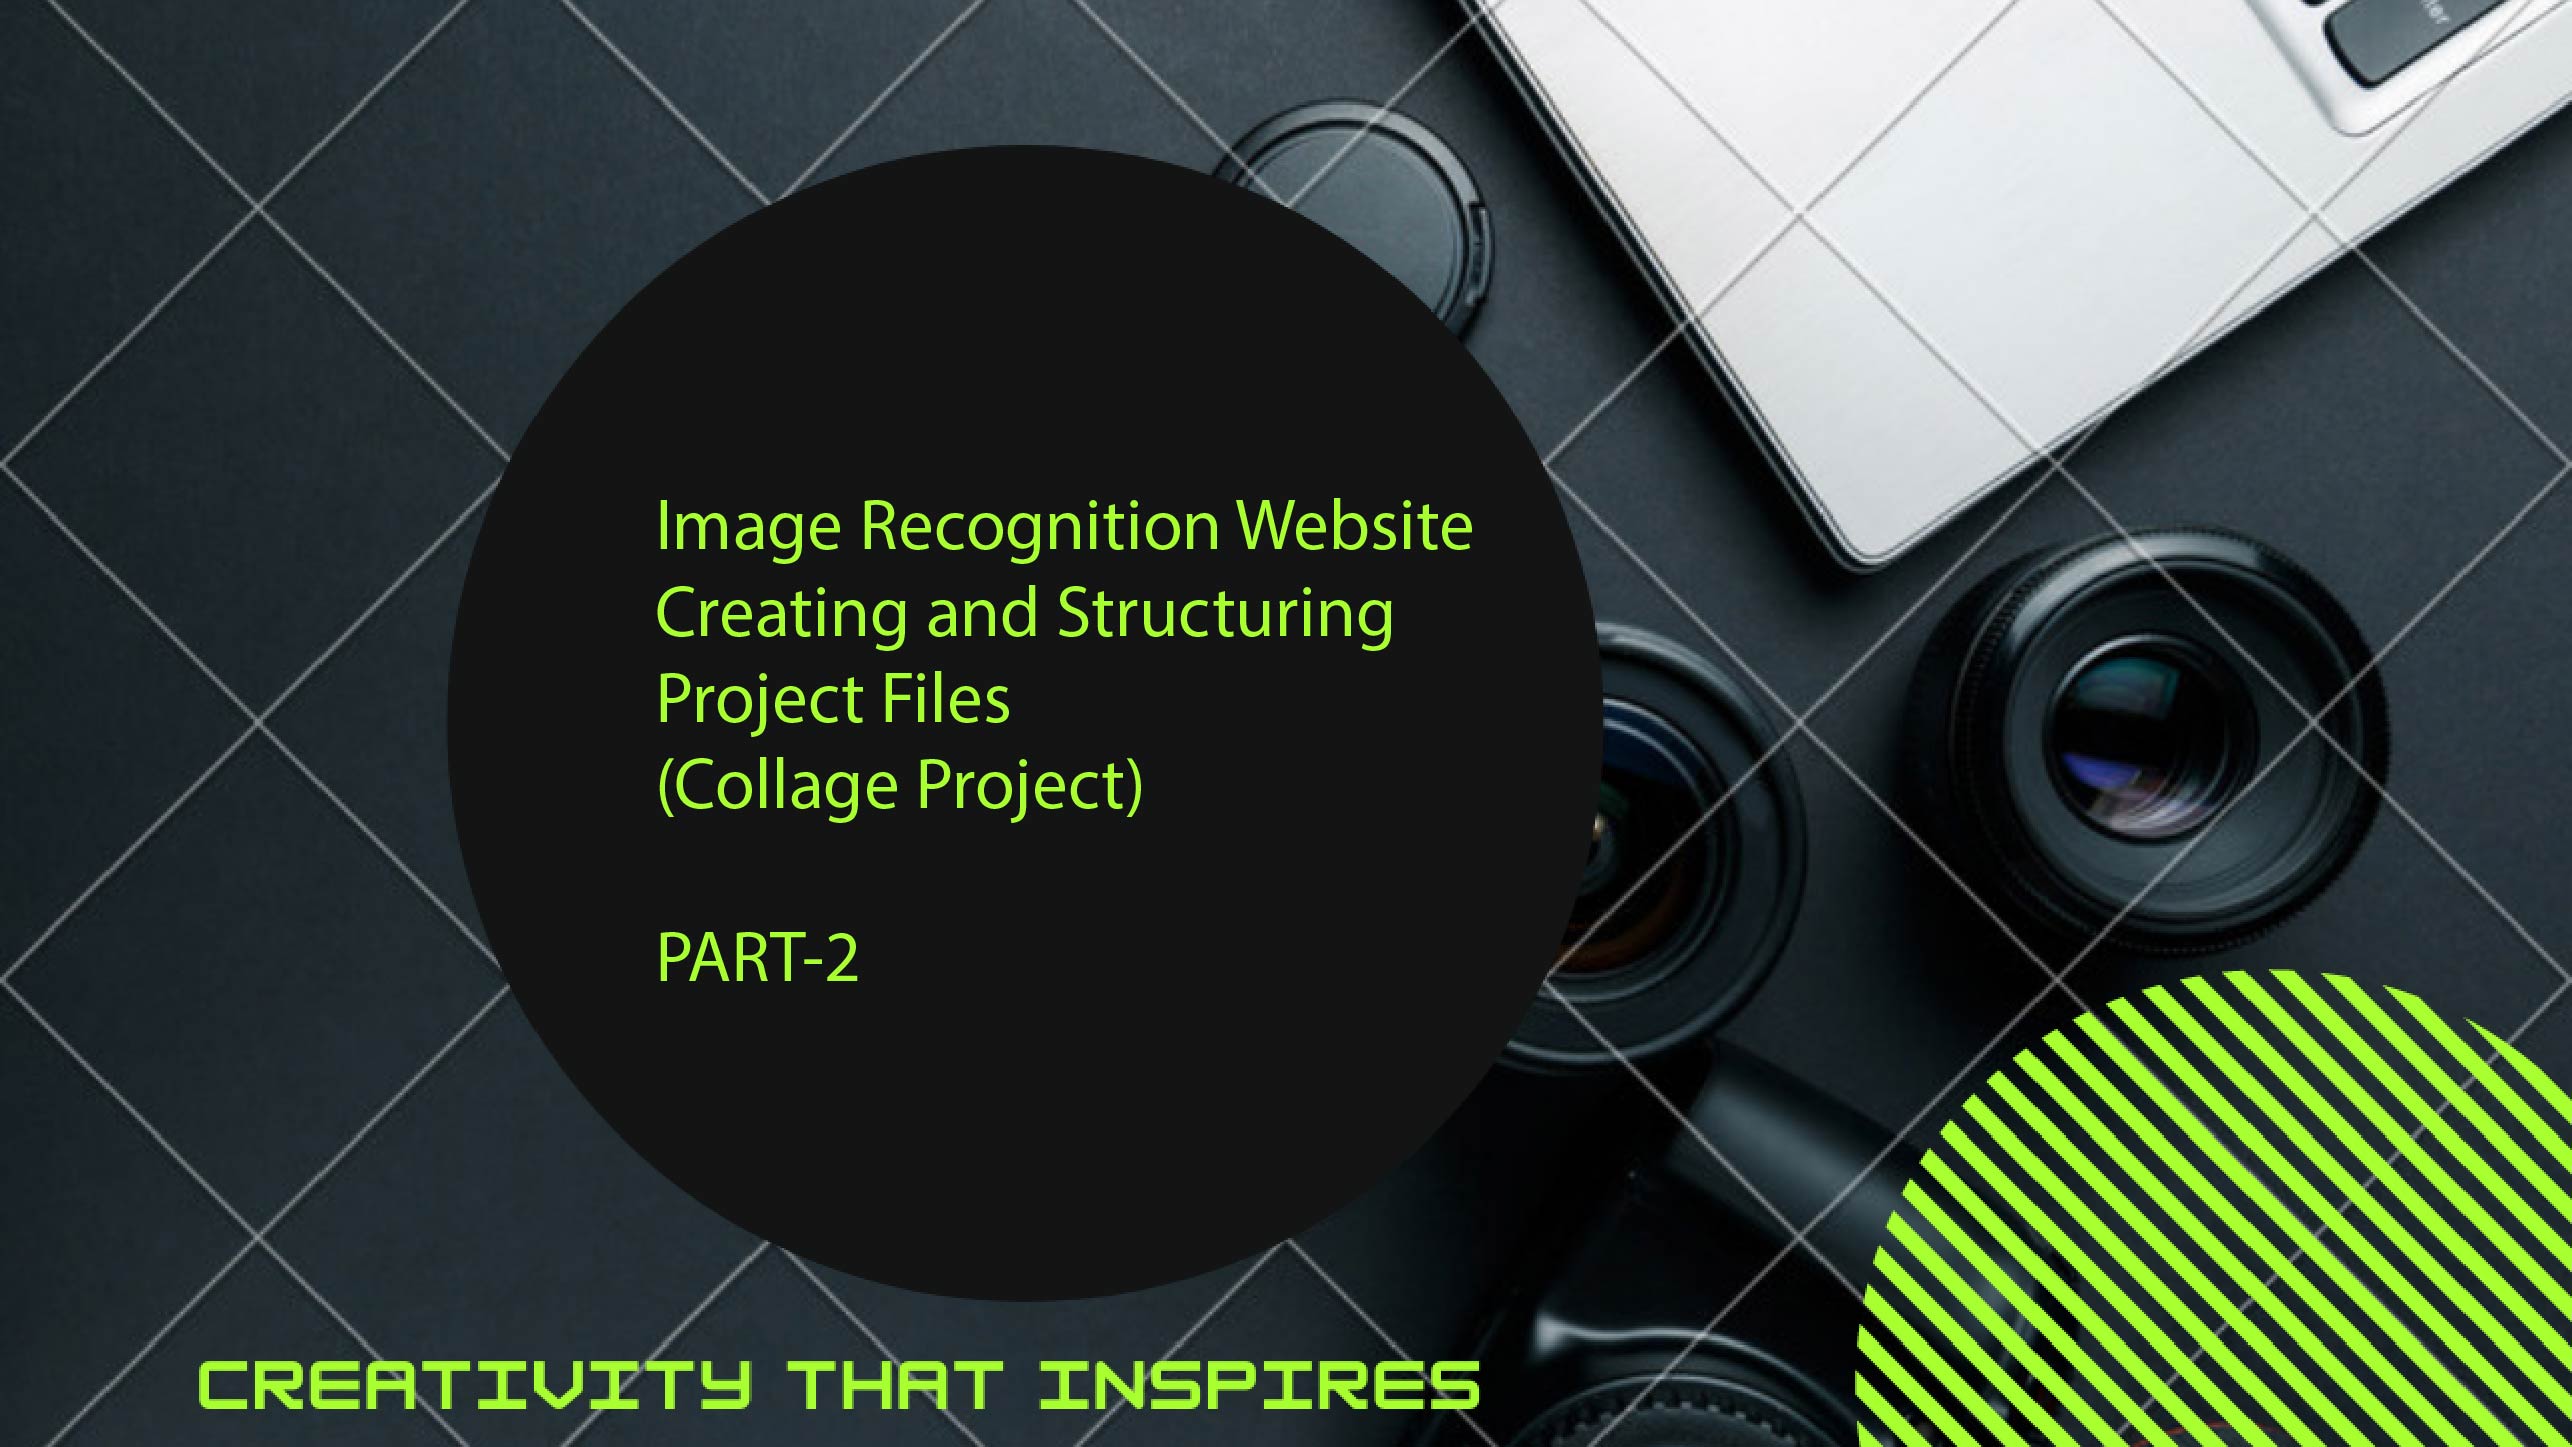 Image Recognition Website
Creating and Structuring
Project Files
(Collage Project)
PART-2
CREATIVITY THAT INSPIRES